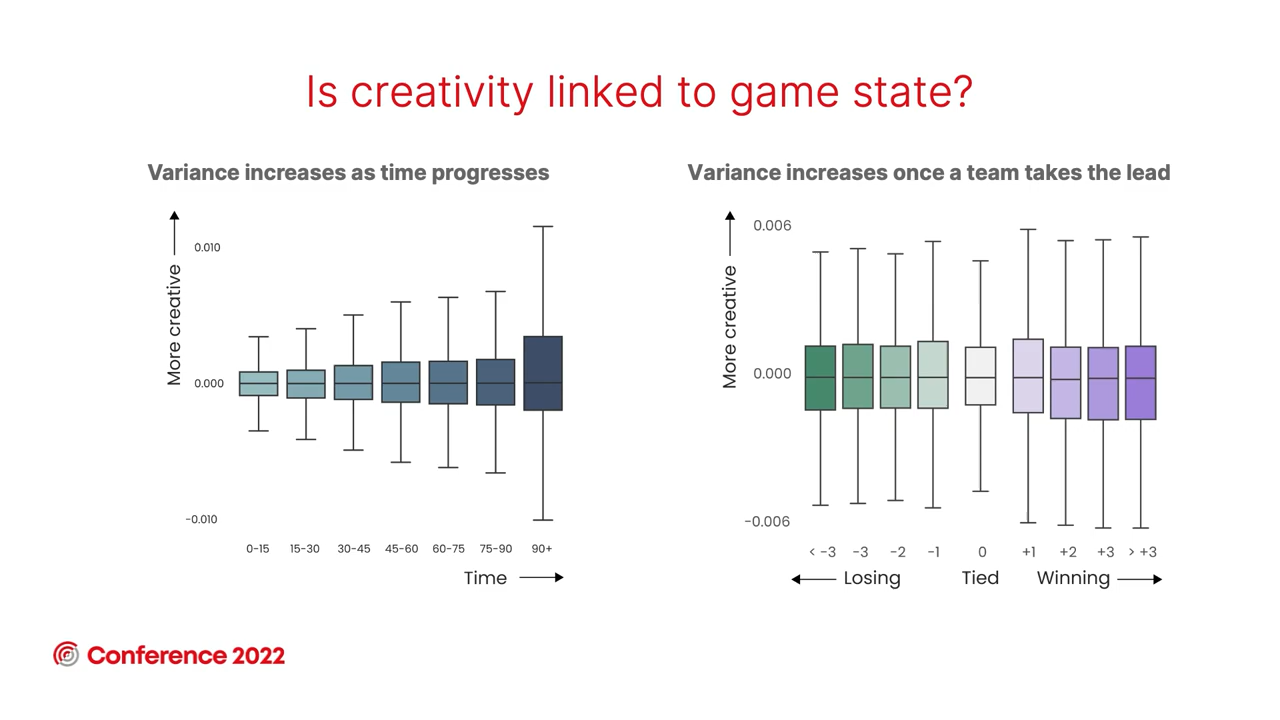 Is creativity linked to game state?
Variance increases as time progresses
More creative
0.010
0.000
-0.010
0-15 15-30 30-45 45-60 60-75 75-90 90+
Time
Variance increases once a team takes the lead
More creative
0.006
0.000
-0.006
< -3 -3 -2 -1 0 +1 +2 +3 > +3
Losing Tied Winning
Conference 2022